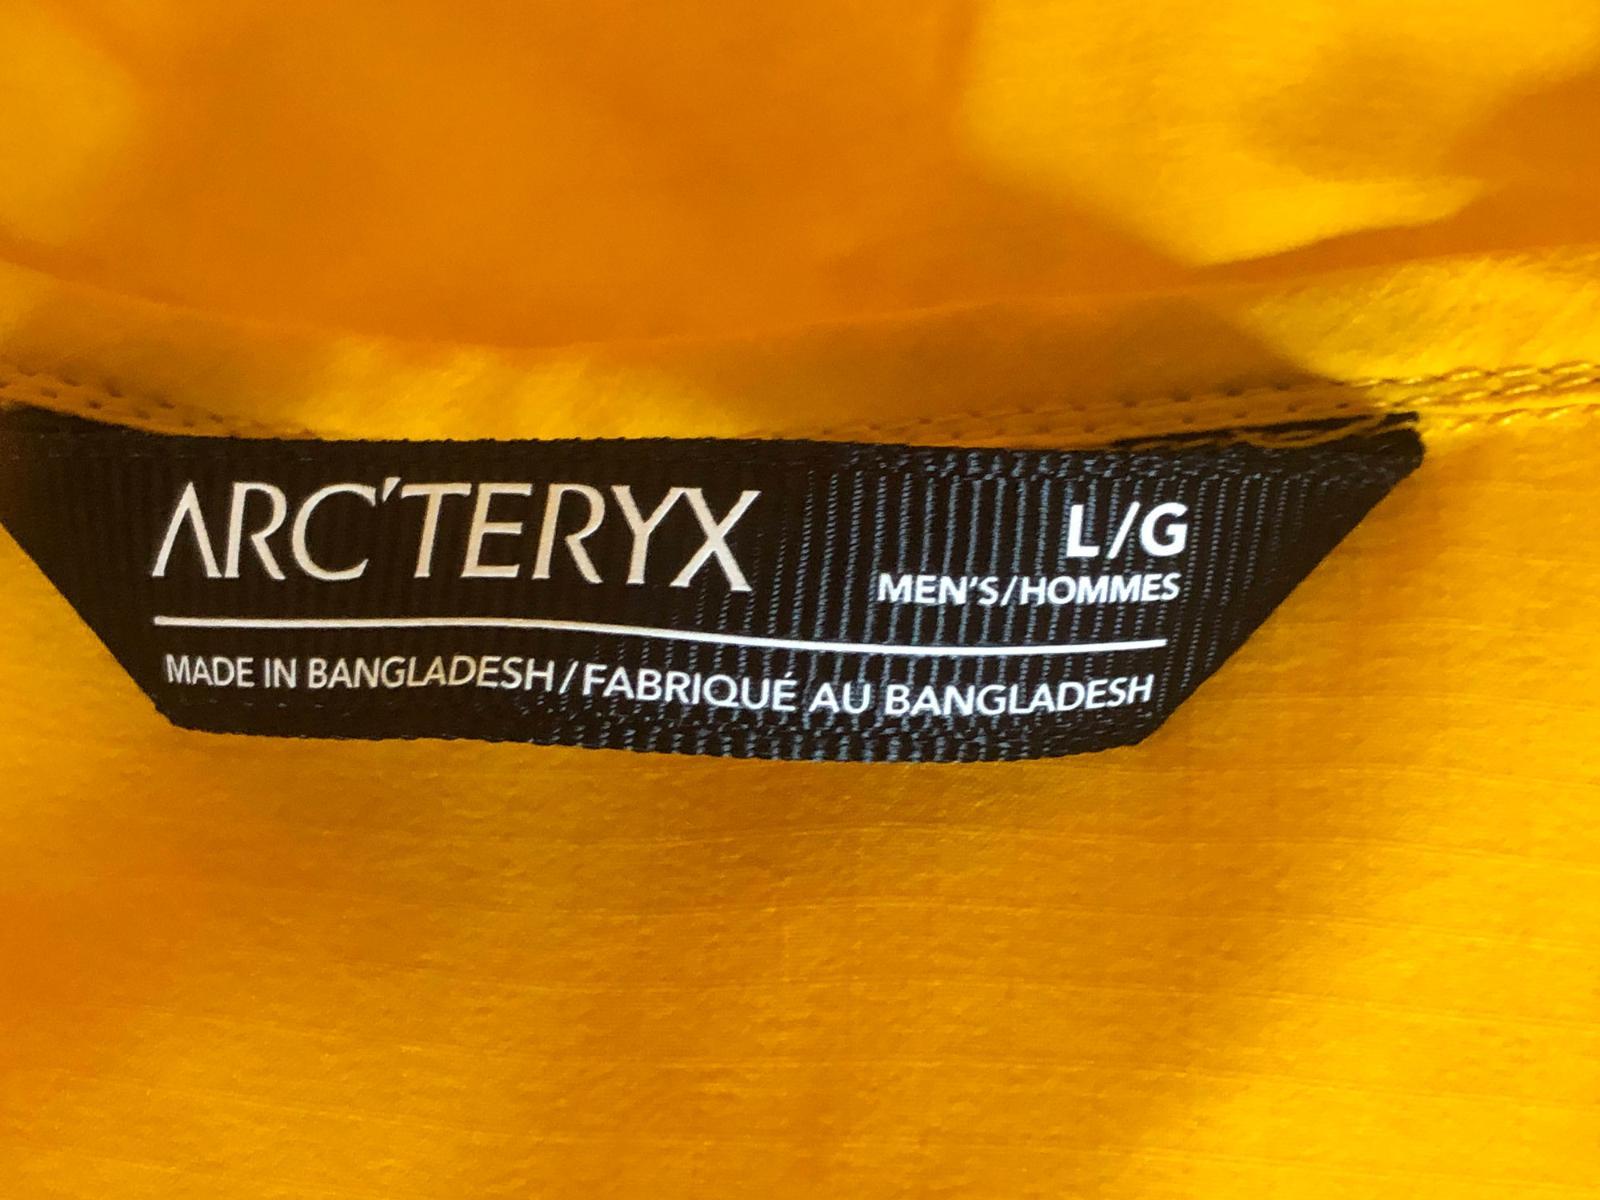 ARC'TERYX
L/G
MEN'S/HOMMES
MADE IN BANGLADESH/FABRIQUÉ AU BANGLADESH